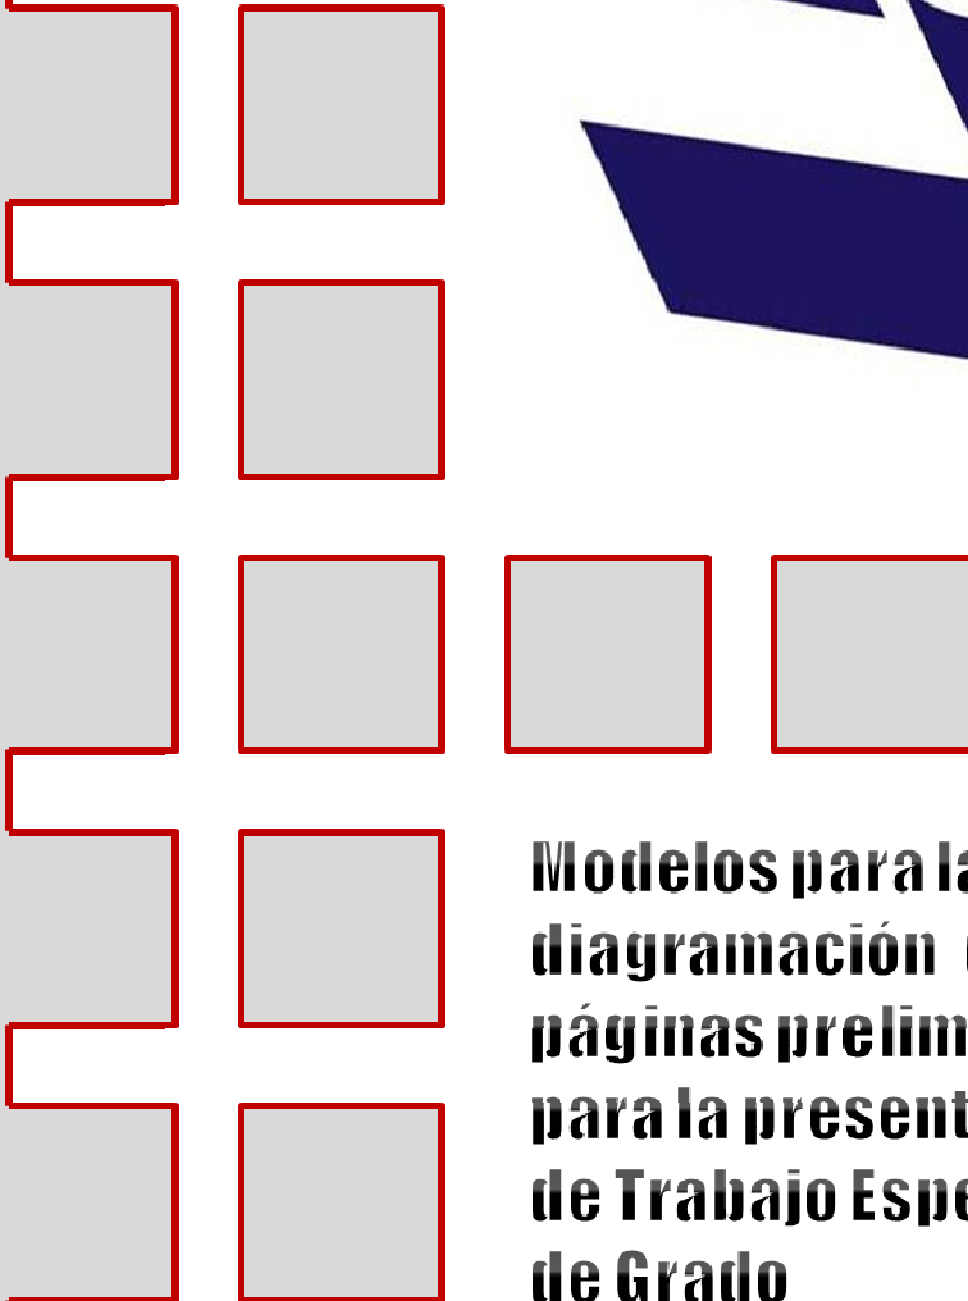 Modelos para la
diagramación
páginas prelim
para la present
de Trabajo Espe
de Grado